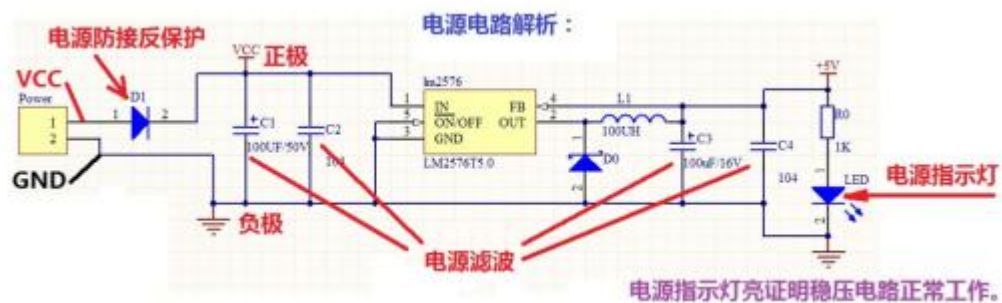 电源电路解析：
电源防接反保护
VCC
正极
VCC
Power
1
2
D1
1
2
GND
负极
C1
100UF/50V
C2
lm2576
1
5
3
IN
ON/OFF
GND
FB
OUT
4
2
LM2576T5.0
L1
100UH
D0
2
C3
100uF/16V
C4
104
+5V
R0
1K
1
LED
2
电源指示灯
电源滤波
电源指示灯亮证明稳压电路正常工作。